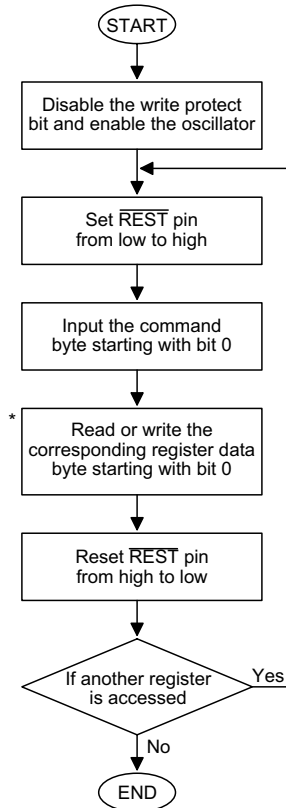 START
Disable the write protect
bit and enable the oscillator
Set REST pin
from low to high
Input the command
byte starting with bit 0
*
Read or write the
corresponding register data
byte starting with bit 0
Reset REST pin
from high to low
If another register
is accessed
Yes
No
END